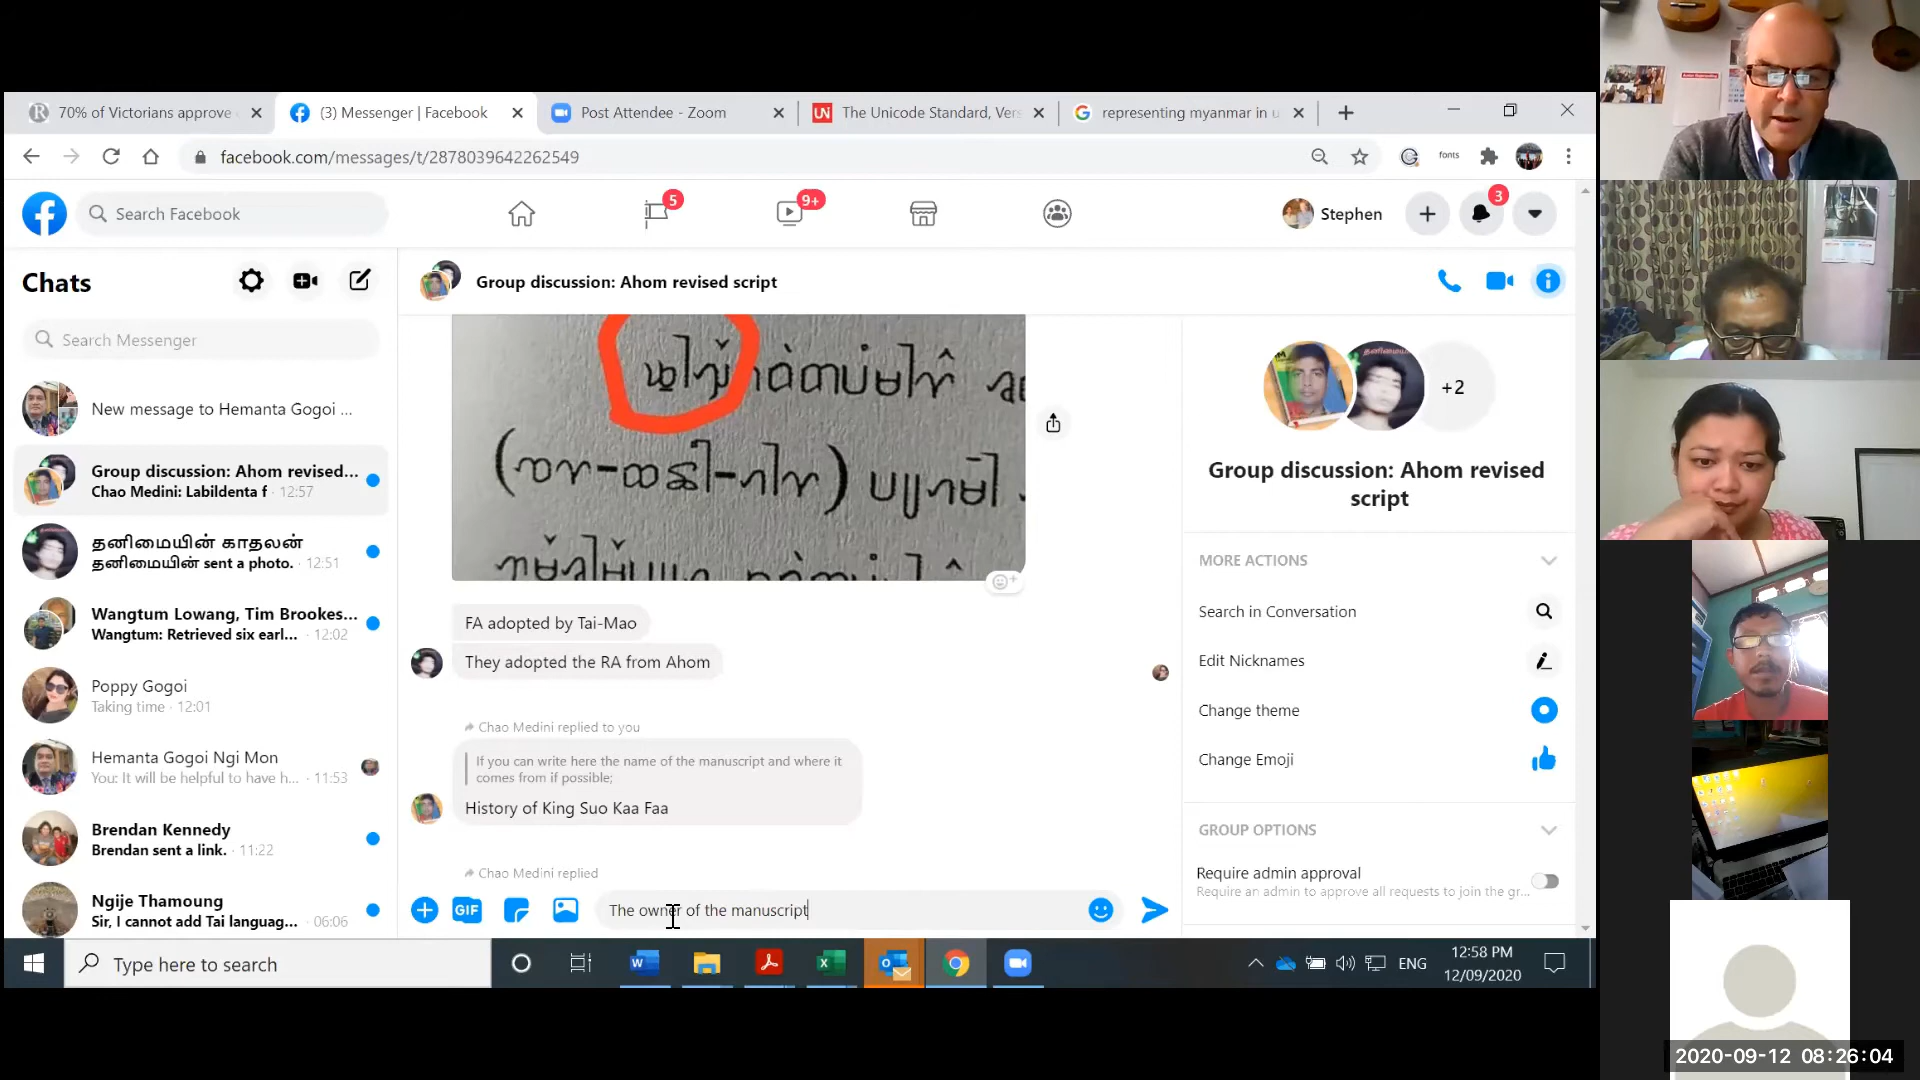 70% of Victorians approve
(3) Messenger | Facebook
Post Attendee - Zoom
The Unicode Standard, Vers
representing myanmar in u
facebook.com/messages/t/2878039642262549
fonts
Search Facebook
5
9+
Stephen
3
Chats
Search Messenger
New message to Hemanta Gogoi ...
Group discussion: Ahom revised...
Chao Medini: Labildenta f · 12:57
தனிமையின் காதலன்
தனிமையின் sent a photo. · 12:51
Wangtum Lowang, Tim Brookes...
Wangtum: Retrieved six earl... · 12:02
Poppy Gogoi
Taking time · 12:01
Hemanta Gogoi Ngi Mon
You: It will be helpful to have h... · 11:53
Brendan Kennedy
Brendan sent a link. · 11:22
Ngije Thamoung
Sir, I cannot add Tai languag... · 06:06
Group discussion: Ahom revised script
FA adopted by Tai-Mao
They adopted the RA from Ahom
Chao Medini replied to you
If you can write here the name of the manuscript and where it
comes from if possible;
History of King Suo Kaa Faa
Chao Medini replied
GIF
The owner of the manuscript
+2
Group discussion: Ahom revised
script
MORE ACTIONS
Search in Conversation
Edit Nicknames
Change theme
Change Emoji
GROUP OPTIONS
Require admin approval
Require an admin to approve all requests to join the gr...
Type here to search
ENG
12:58 PM
12/09/2020
2020-09-12 08:26:04